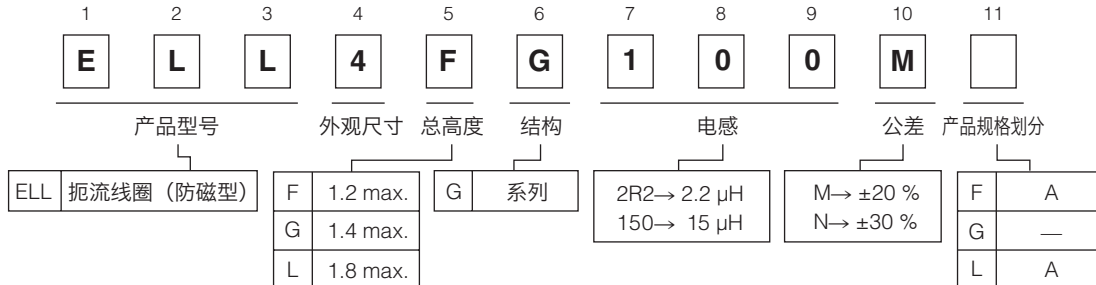 1 2 3 4 5 6 7 8 9 10 11
E L L 4 F G 1 0 0 M
产品型号 外观尺寸 总高度 结构 电感 公差 产品规格划分
ELL 扼流线圈（防磁型） F 1.2 max. G 系列 2R2→ 2.2 µH M→ ±20 % F A
G 1.4 max. 150→ 15 µH N→ ±30 % G —
L 1.8 max. L A